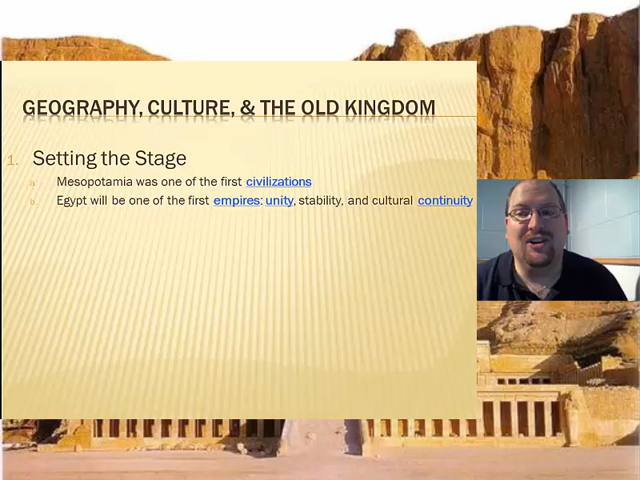 GEOGRAPHY, CULTURE, & THE OLD KINGDOM
1. Setting the Stage
a. Mesopotamia was one of the first civilizations
b. Egypt will be one of the first empires: unity, stability, and cultural continuity